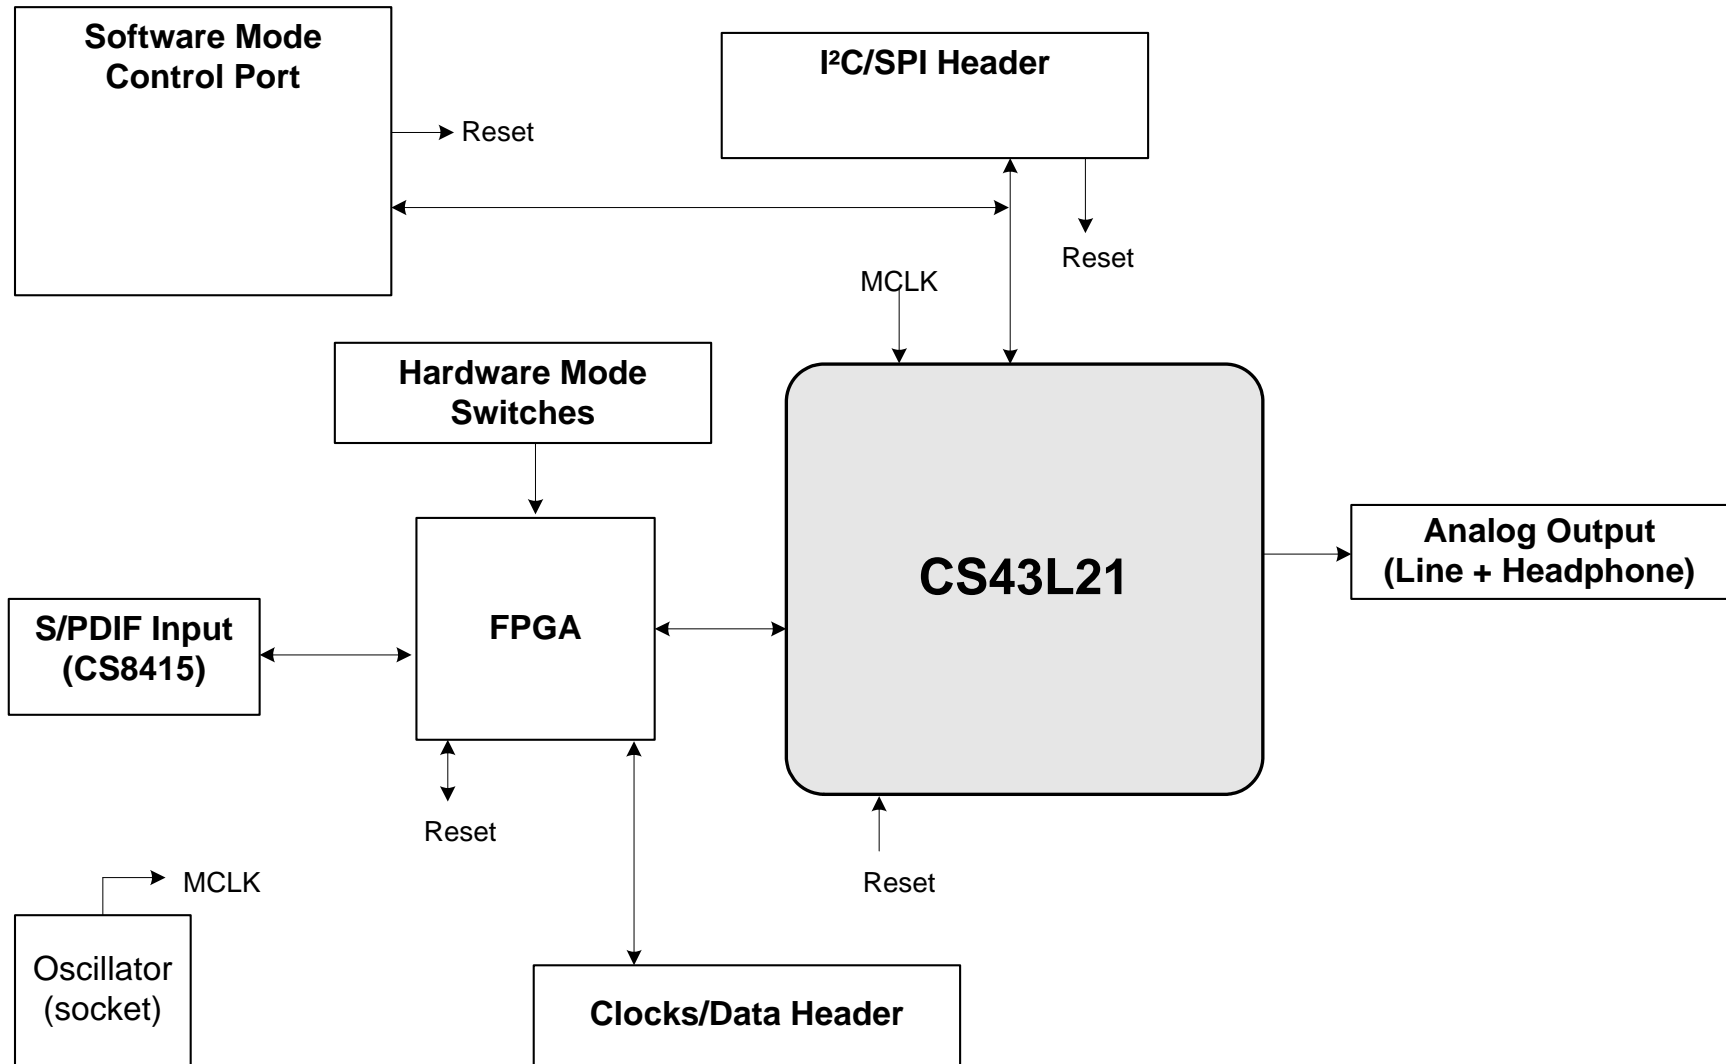 Software Mode
Control Port
I²C/SPI Header
Reset
Reset
MCLK
Hardware Mode
Switches
CS43L21
Analog Output
(Line + Headphone)
FPGA
S/PDIF Input
(CS8415)
Reset
MCLK
Reset
Oscillator
(socket)
Clocks/Data Header